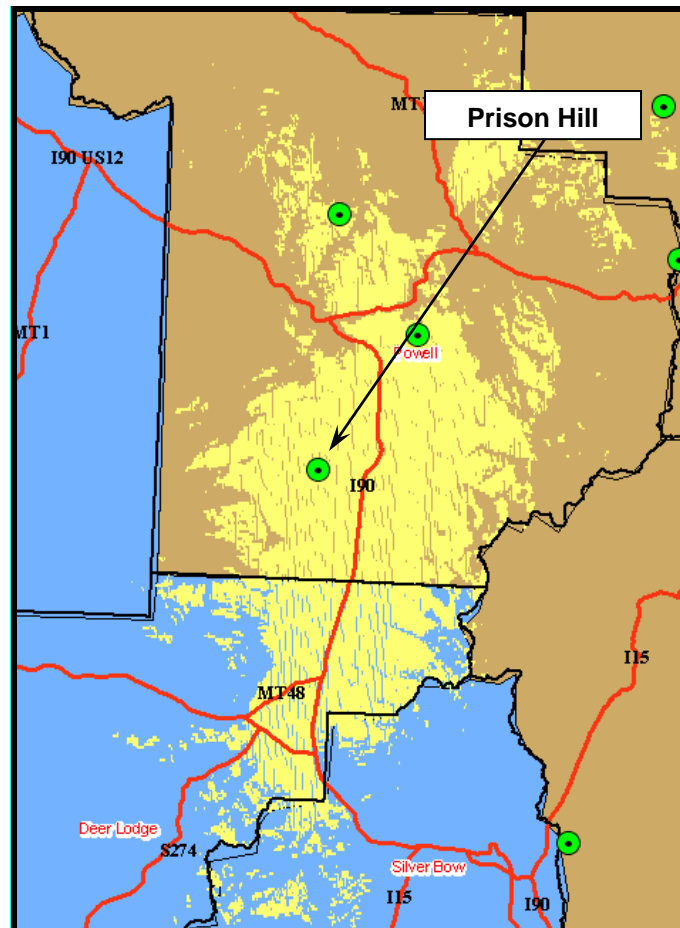 MT
Prison Hill
I90 US12
MT1
Powell
I90
I15
MT48
Deer Lodge
S274
Silver Bow
I15
I90